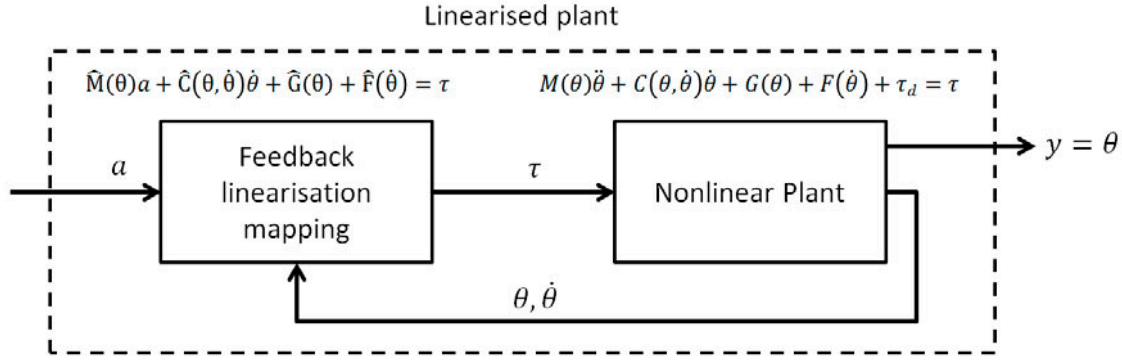 Linearised plant
M̂(θ)a + Ĉ(θ,θ̇)θ̇ + Ĝ(θ) + F̂(θ̇) = τ
M(θ)θ̈ + C(θ,θ̇)θ̇ + G(θ) + F(θ̇) + τ_d = τ
a
Feedback
linearisation
mapping
τ
Nonlinear Plant
y = θ
θ, θ̇